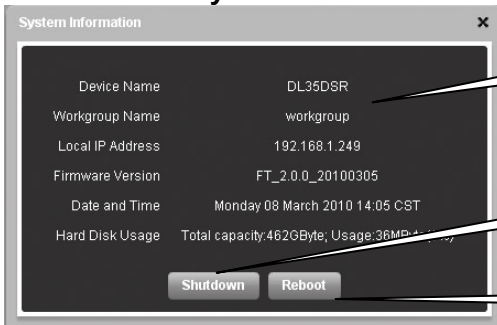 System Information
Device Name DL35DSR
Workgroup Name workgroup
Local IP Address 192.168.1.249
Firmware Version FT_2.0.0_20100305
Date and Time Monday 08 March 2010 14:05 CST
Hard Disk Usage Total capacity:462GByte; Usage:36MByte
Shutdown Reboot